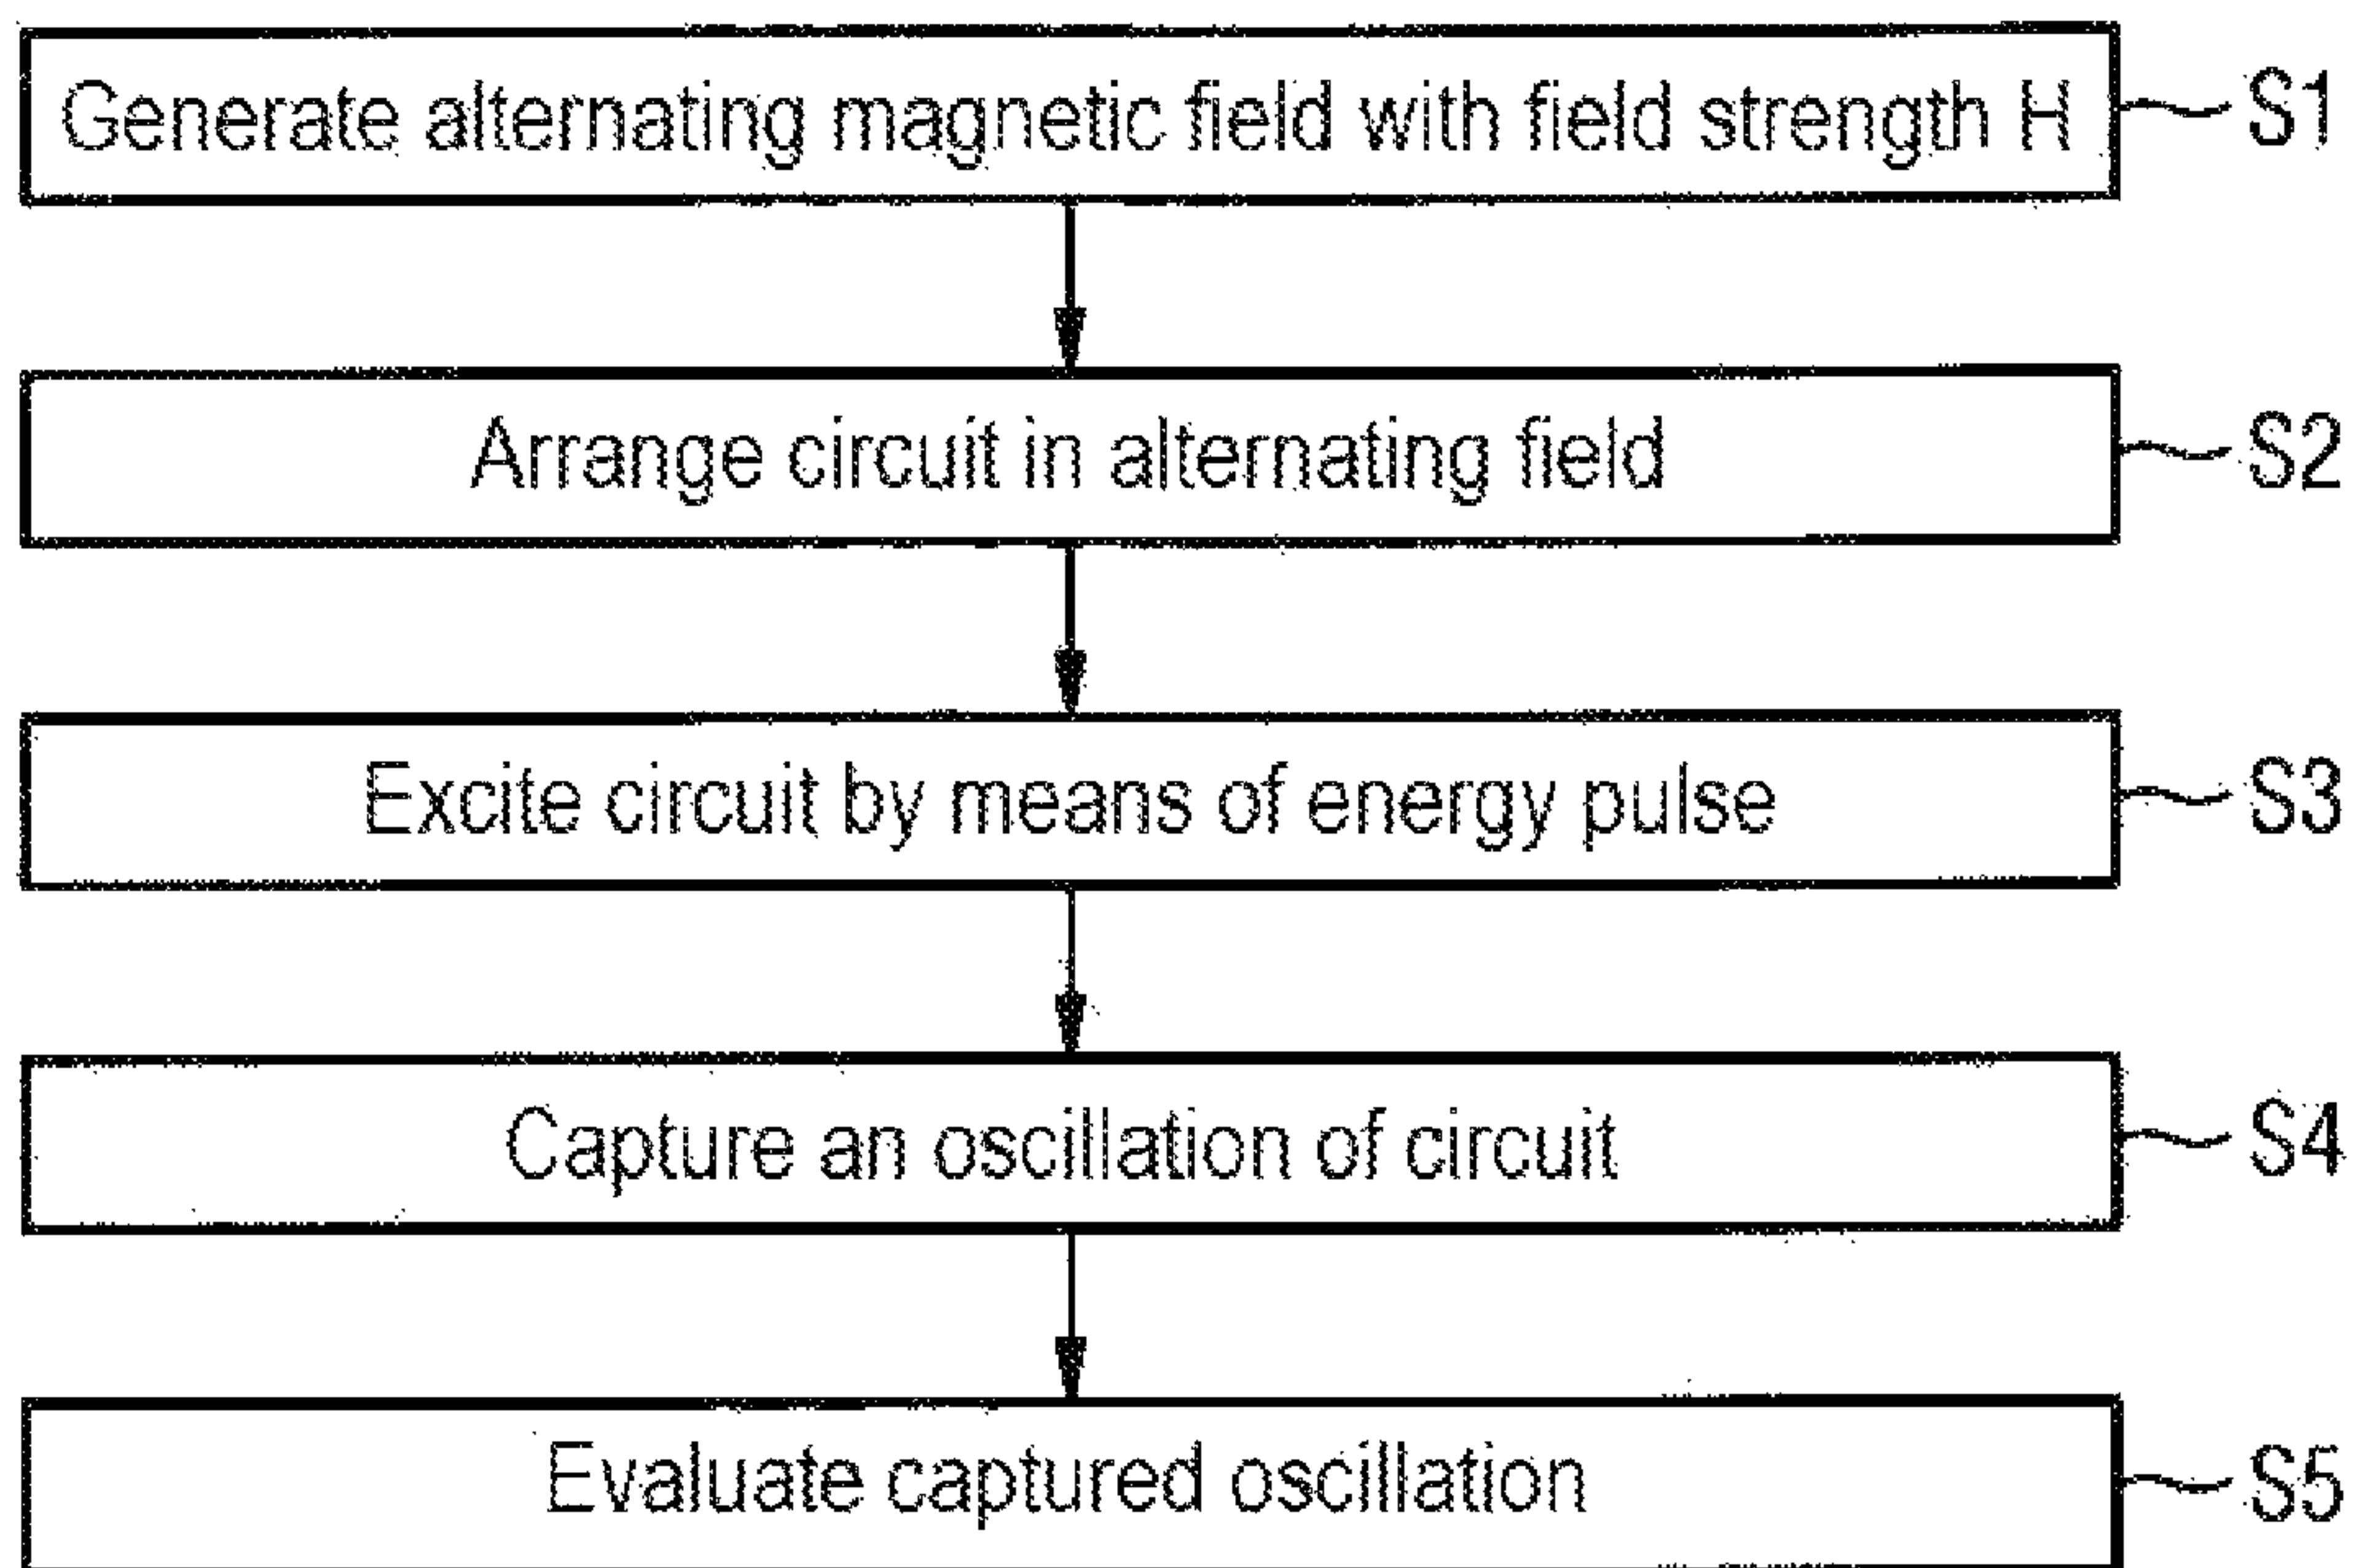 Generate alternating magnetic field with field strength H S1
Arrange circuit in alternating field S2
Excite circuit by means of energy pulse S3
Capture an oscillation of circuit S4
Evaluate captured oscillation S5